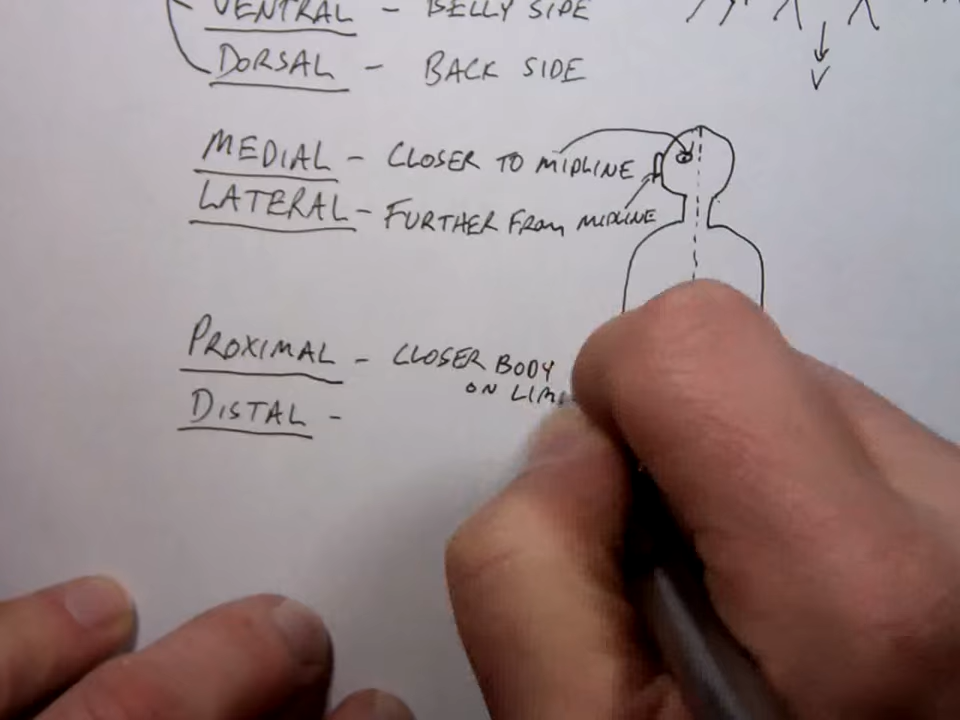 VENTRAL - BELLY SIDE
V
DORSAL - BACK SIDE
MEDIAL - CLOSER TO MIDLINE
LATERAL - FURTHER FROM MIDLINE
PROXIMAL - CLOSER BODY
ON
DISTAL -